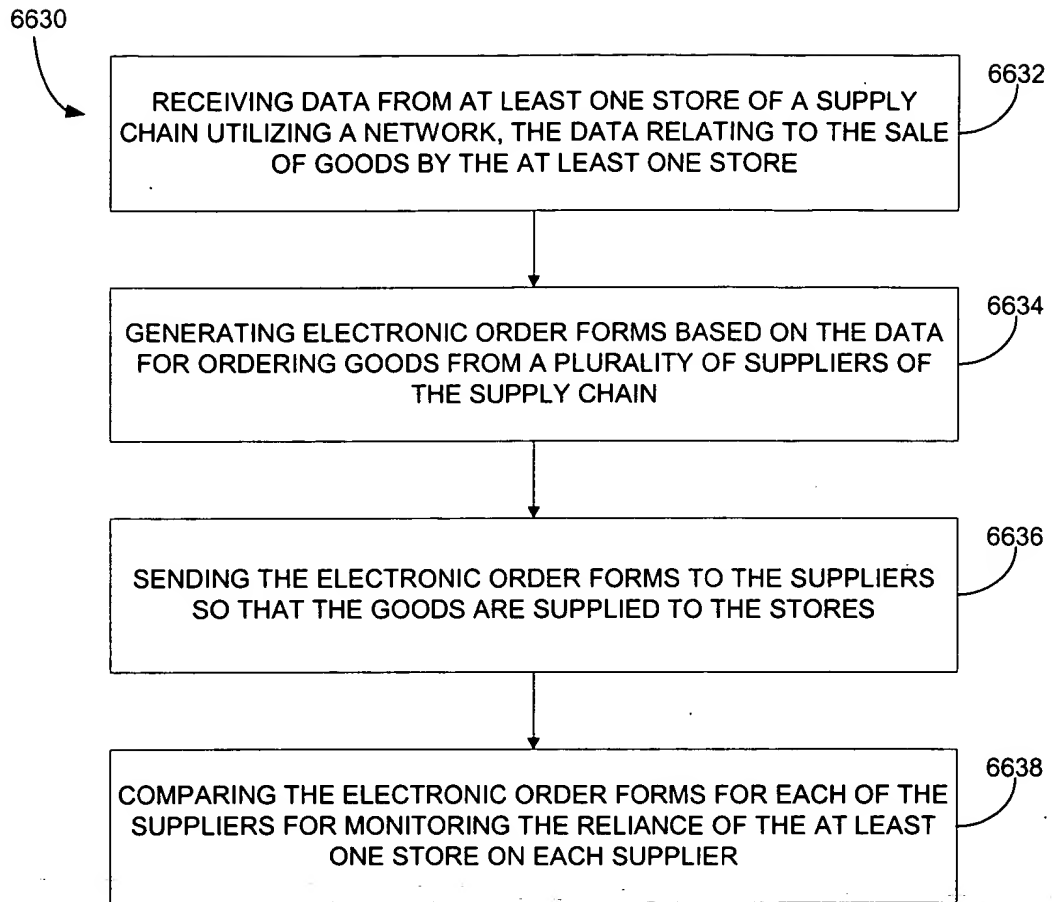 6630
6632
RECEIVING DATA FROM AT LEAST ONE STORE OF A SUPPLY
CHAIN UTILIZING A NETWORK, THE DATA RELATING TO THE SALE
OF GOODS BY THE AT LEAST ONE STORE
6634
GENERATING ELECTRONIC ORDER FORMS BASED ON THE DATA
FOR ORDERING GOODS FROM A PLURALITY OF SUPPLIERS OF
THE SUPPLY CHAIN
6636
SENDING THE ELECTRONIC ORDER FORMS TO THE SUPPLIERS
SO THAT THE GOODS ARE SUPPLIED TO THE STORES
6638
COMPARING THE ELECTRONIC ORDER FORMS FOR EACH OF THE
SUPPLIERS FOR MONITORING THE RELIANCE OF THE AT LEAST
ONE STORE ON EACH SUPPLIER